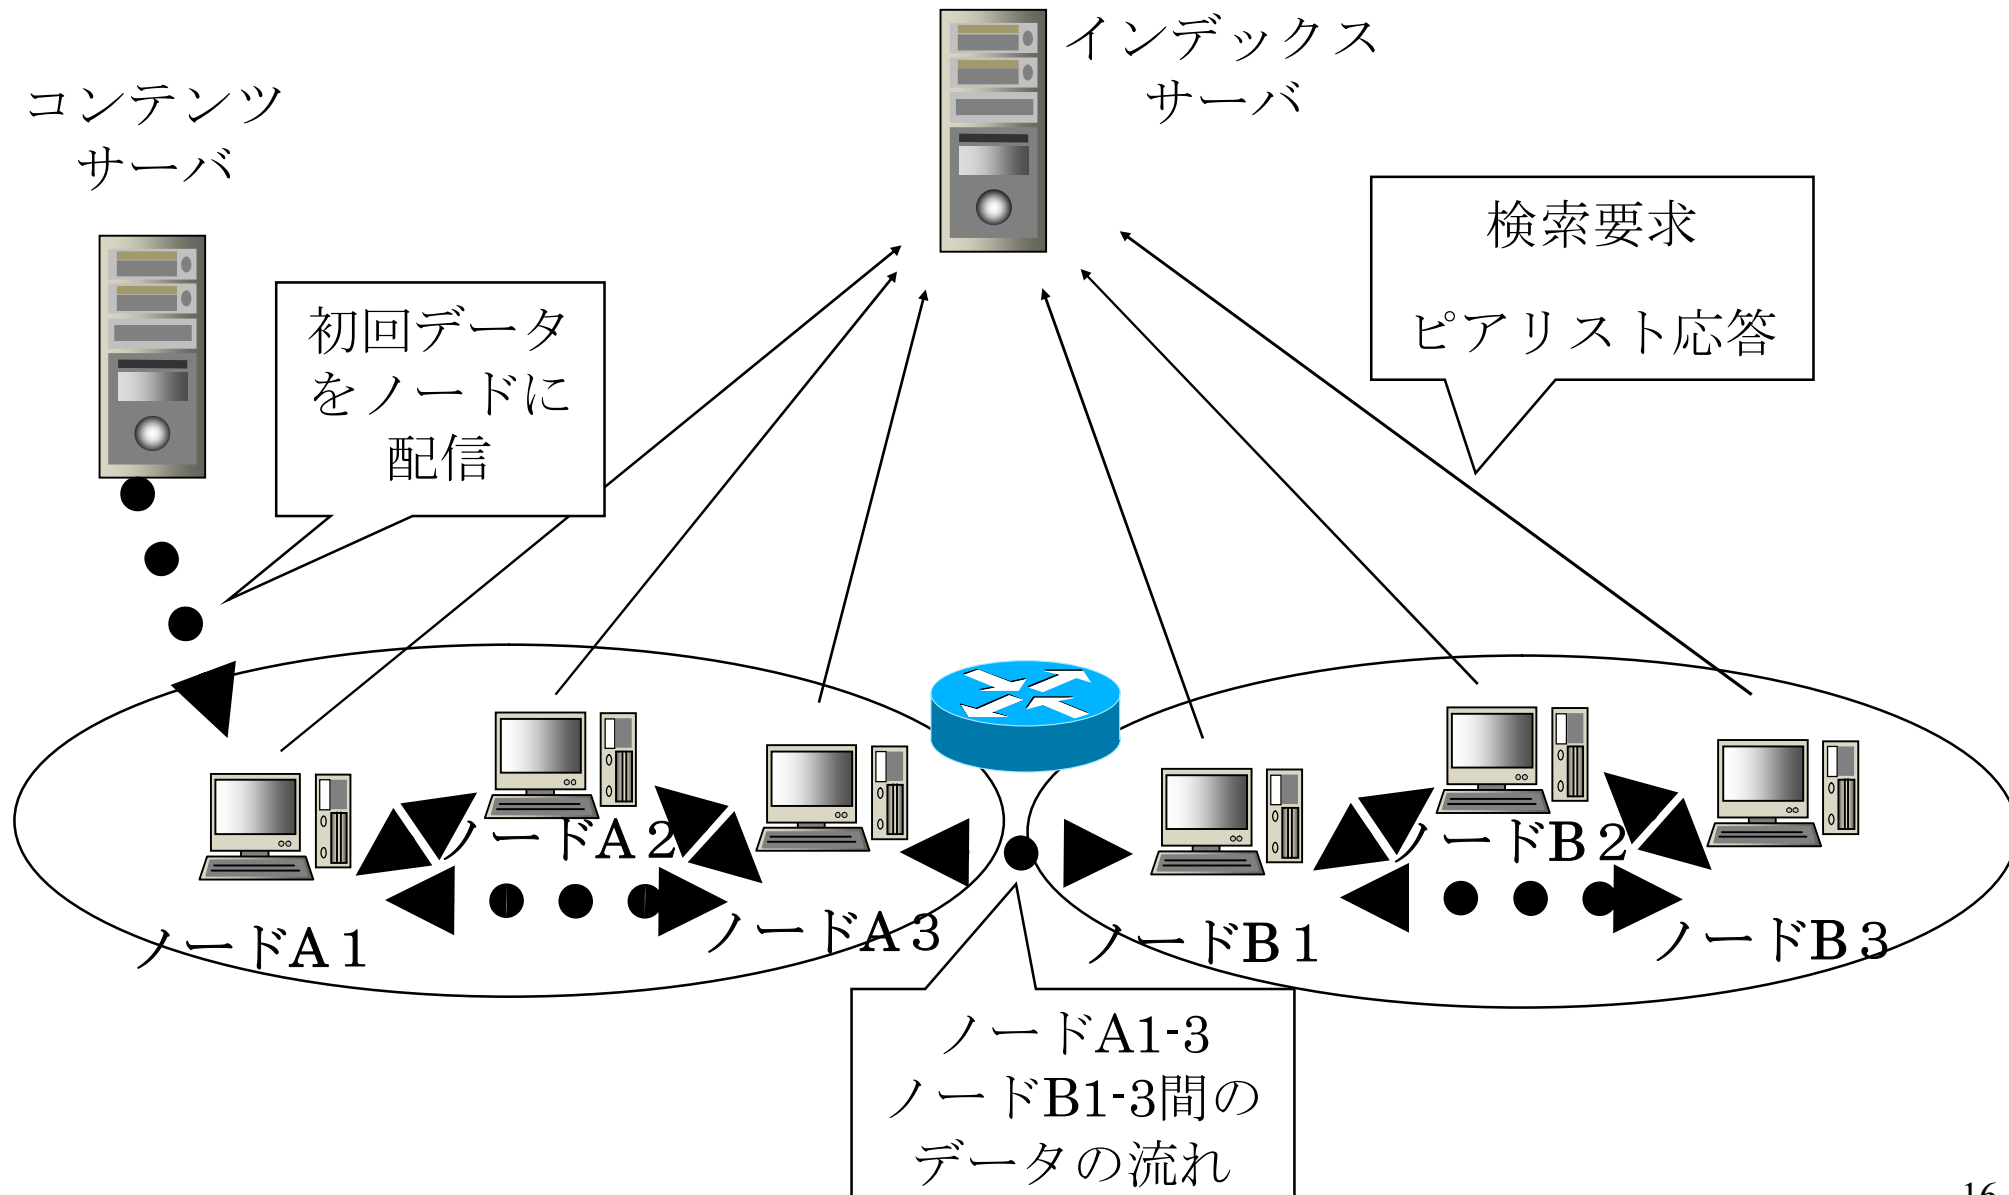 インデックス
サーバ
コンテンツ
サーバ
検索要求
ピアリスト応答
初回データ
をノードに
配信
ノードA２
ノードB２
ノードA１
ノードA３
ノードB１
ノードB３
ノードA1-3
ノードB1-3間の
データの流れ
16